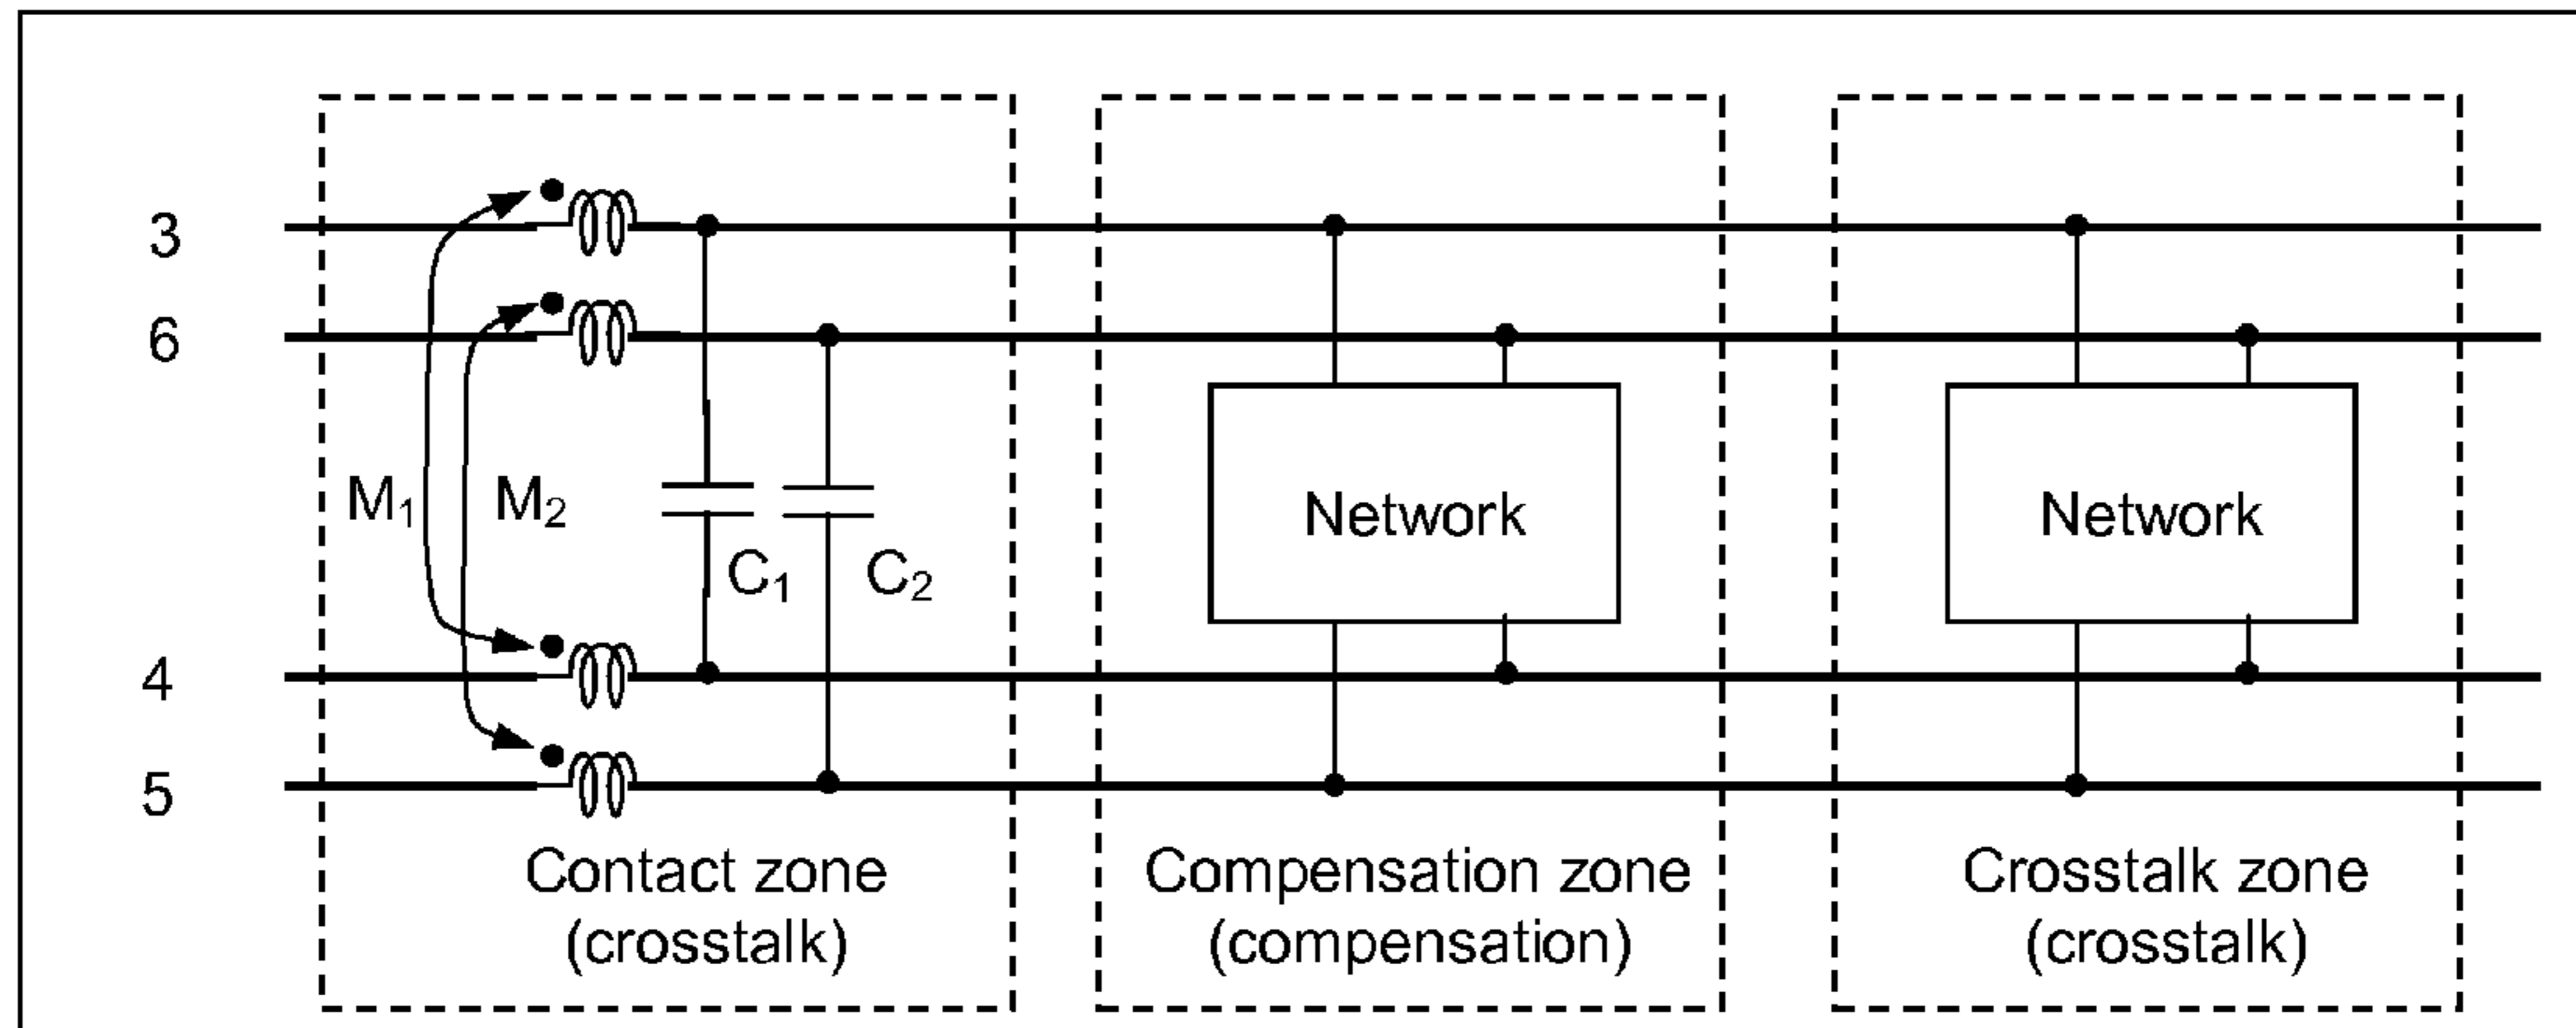 3
6
M₁
M₂
C₁
C₂
Network
Network
4
5
Contact zone
(crosstalk)
Compensation zone
(compensation)
Crosstalk zone
(crosstalk)